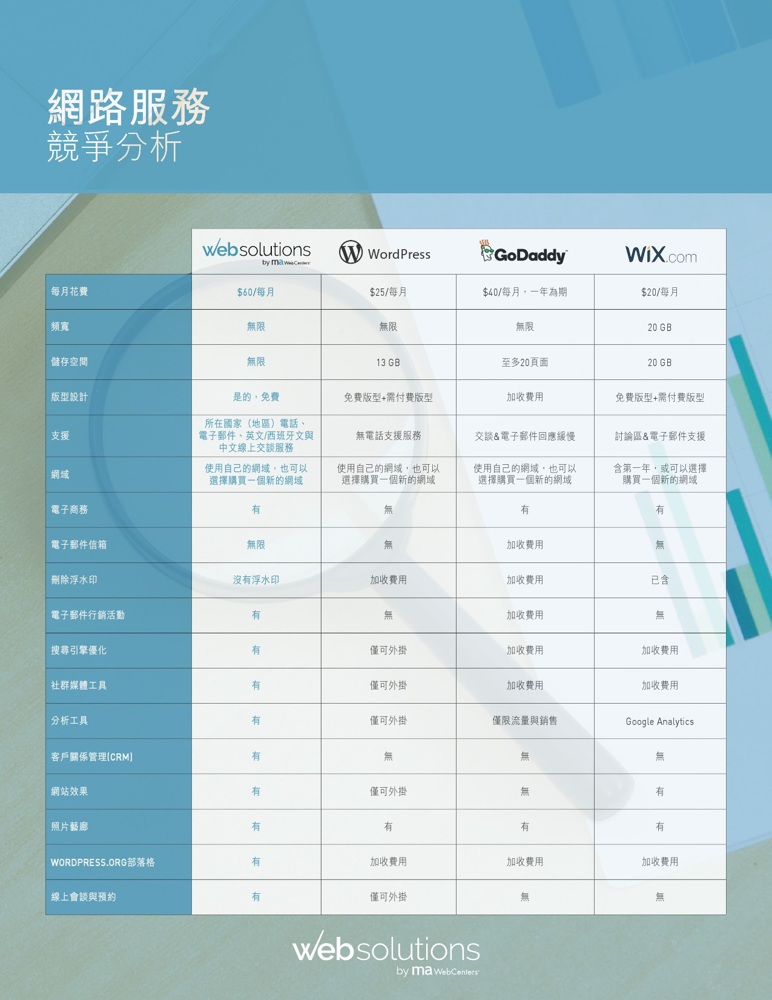 網路服務
競爭分析
websolutions by ma WebCenters WordPress GoDaddy WiX.com
每月花費 $60/每月 $25/每月 $40/每月，一年為期 $20/每月
頻寬 無限 無限 無限 20 GB
儲存空間 無限 13 GB 至多20頁面 20 GB
版型設計 是的，免費 免費版型+需付費版型 加收費用 免費版型+需付費版型
所在國家（地區）電話、
支援 電子郵件、英文/西班牙文與 無電話支援服務 交談&電子郵件回應緩慢 討論區&電子郵件支援
中文線上交談服務
使用自己的網域，也可以 使用自己的網域，也可以 使用自己的網域，也可以 含第一年，或可以選擇
網域 選擇購買一個新的網域 選擇購買一個新的網域 選擇購買一個新的網域 購買一個新的網域
電子商務 有 無 有 有
電子郵件信箱 無限 無 加收費用 無
刪除浮水印 沒有浮水印 加收費用 加收費用 已含
電子郵件行銷活動 有 無 加收費用 無
搜尋引擎優化 有 僅可外掛 加收費用 加收費用
社群媒體工具 有 僅可外掛 加收費用 加收費用
分析工具 有 僅可外掛 僅限流量與銷售 Google Analytics
客戶關係管理(CRM) 有 無 無 無
網站效果 有 僅可外掛 無 有
照片藝廊 有 有 有 有
WORDPRESS.ORG部落格 有 加收費用 加收費用 加收費用
線上會談與預約 有 僅可外掛 無 無
websolutions
by ma WebCenters